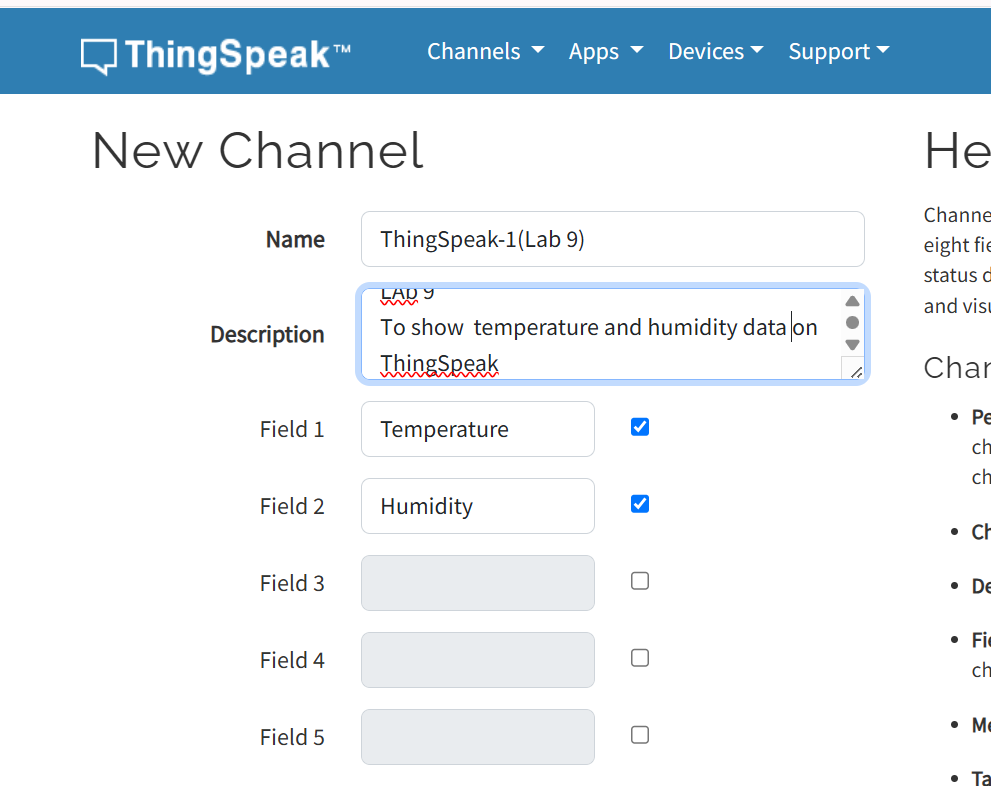 ThingSpeak™
Channels
Apps
Devices
Support
New Channel
Name
ThingSpeak-1(Lab 9)
Description
LAb 9
To show  temperature and humidity data on
ThingSpeak
Field 1
Temperature
Field 2
Humidity
Field 3
Field 4
Field 5
He
Channe
eight fie
status d
and visu
Char
Pe
ch
ch
Ch
De
Fie
ch
Me
Ta